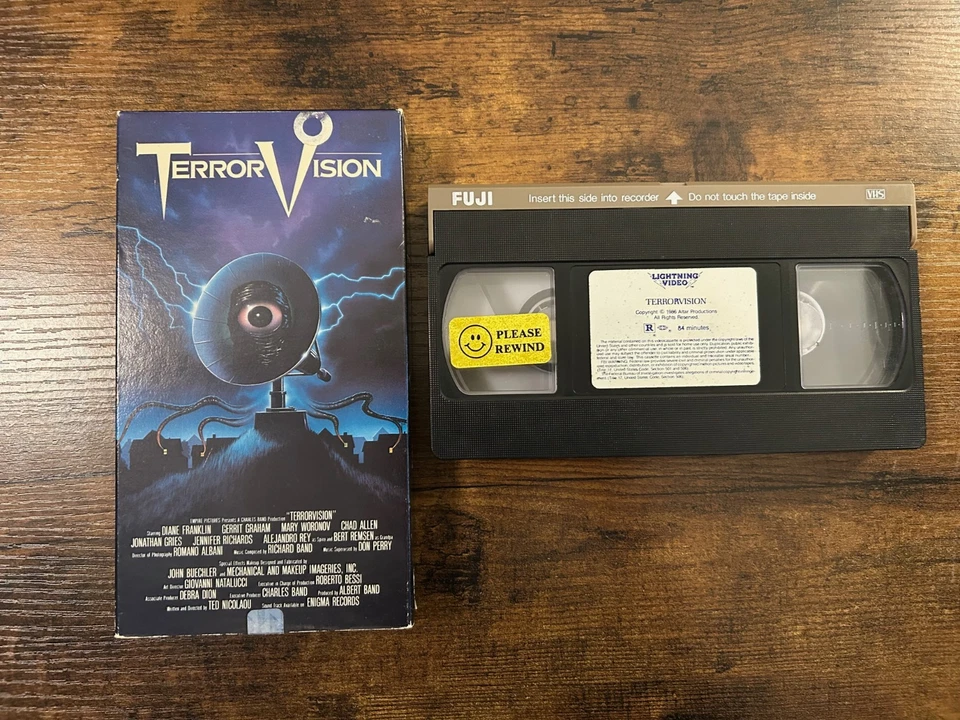 TERRORVISION
EMPIRE PICTURES Presents A CHARLES BAND Production "TERRORVISION"
Starring DIANE FRANKLIN GERRIT GRAHAM MARY WORONOV CHAD ALLEN
JONATHAN GRIES JENNIFER RICHARDS ALEJANDRO REY as Spiro and BERT REMSEN as Grandpa
Director of Photography ROMANO ALBANI Music Composed by RICHARD BAND Music Supervised by DON PERRY
Special Effects Makeup Designed and Fabricated by
JOHN BUECHLER and MECHANICAL AND MAKEUP IMAGERIES, INC.
Art Director GIOVANNI NATALUCCI Executive in Charge of Production ROBERTO BESSI
Associate Producer DEBRA DION Executive Producer CHARLES BAND Produced by ALBERT BAND
Written and Directed by TED NICOLAOU Sound Track Available on ENIGMA RECORDS
FUJI Insert this side into recorder Do not touch the tape inside VHS
LIGHTNING
VIDEO
TERRORVISION
Copyright © 1986 Altar Productions
All Rights Reserved.
R 84 minutes
PLEASE
REWIND